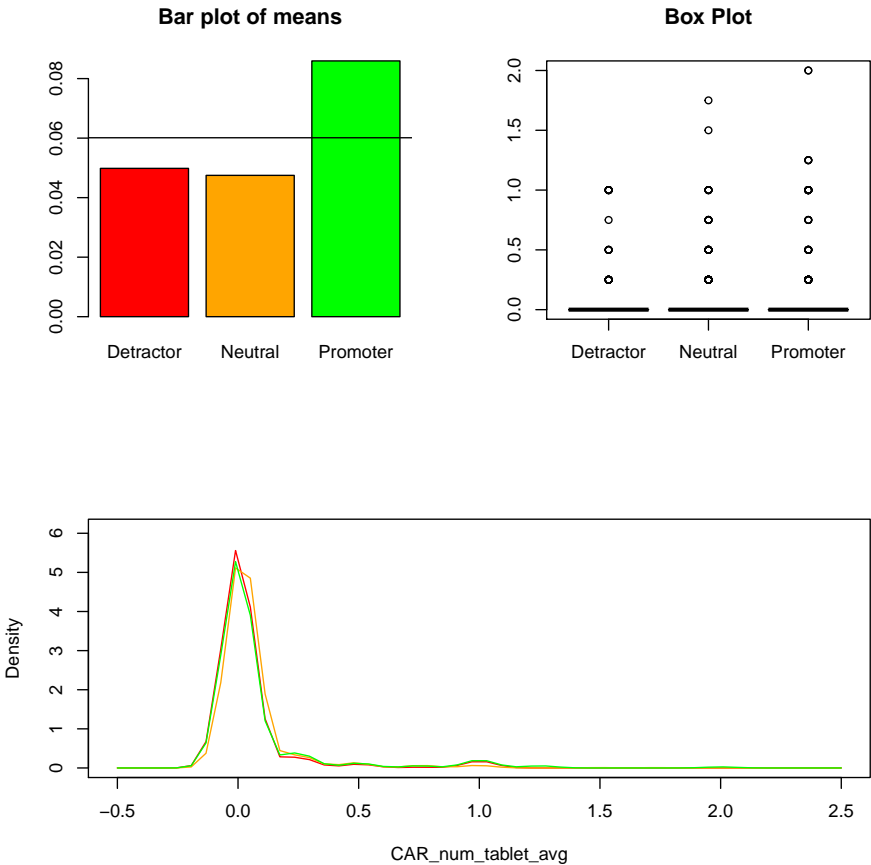 Bar plot of means
0.00 0.02 0.04 0.06 0.08
Detractor Neutral Promoter
Box Plot
0.0 0.5 1.0 1.5 2.0
Detractor Neutral Promoter
Density
0 1 2 3 4 5 6
−0.5 0.0 0.5 1.0 1.5 2.0 2.5
CAR_num_tablet_avg